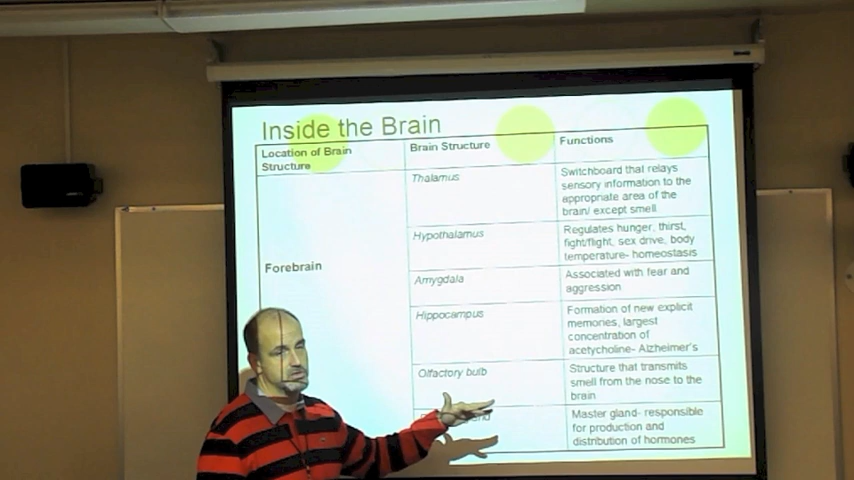 Inside the Brain
Location of Brain
Structure
Brain Structure
Functions
Forebrain
Thalamus
Switchboard that relays
sensory information to the
appropriate area of the
brain/ except smell
Hypothalamus
Regulates hunger, thirst,
fight/flight, sex drive, body
temperature- homeostasis
Amygdala
Associated with fear and
aggression
Hippocampus
Formation of new explicit
memories, largest
concentration of
acetycholine- Alzheimer's
Olfactory bulb
Structure that transmits
smell from the nose to the
brain
Master gland- responsible
for production and
distribution of hormones